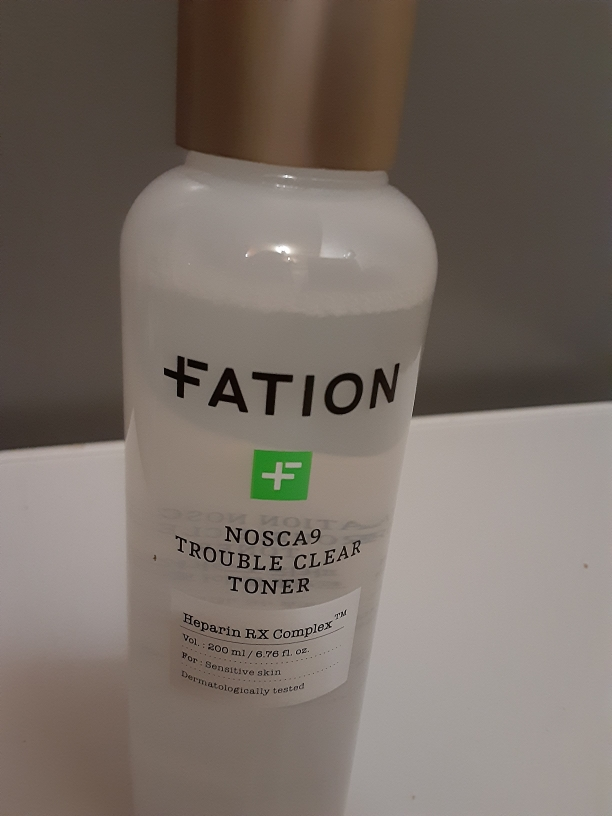 FATION
F
NOSCA9
TROUBLE CLEAR
TONER
Heparin RX Complex™
Vol. : 200 ml / 6.76 fl. oz.
For : Sensitive skin
Dermatologically tested